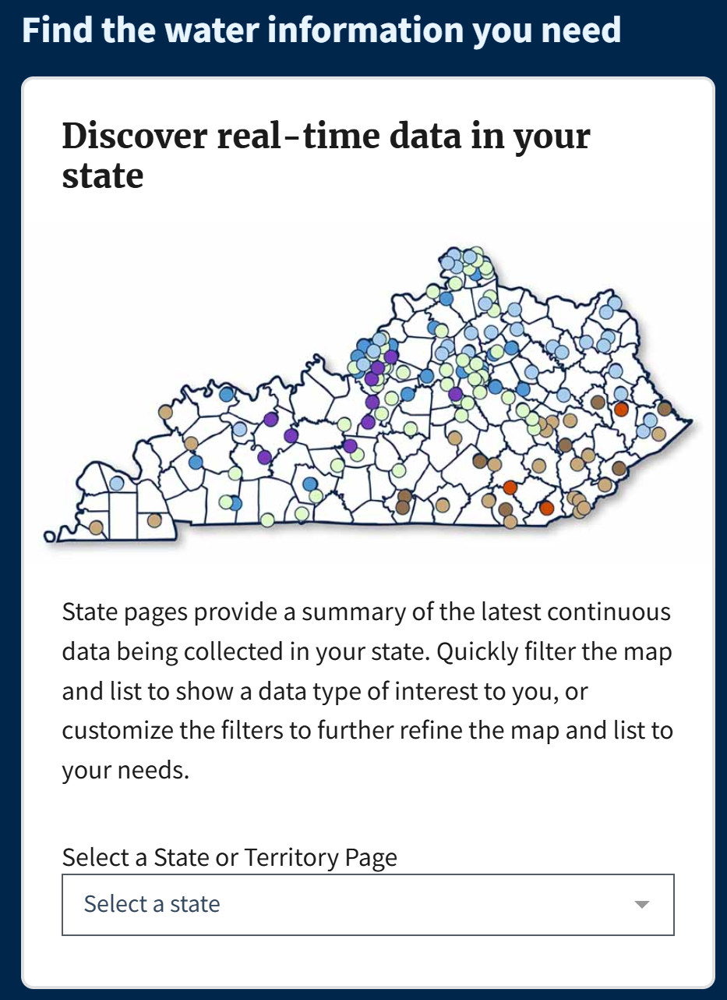 Find the water information you need
Discover real-time data in your
state
State pages provide a summary of the latest continuous
data being collected in your state. Quickly filter the map
and list to show a data type of interest to you, or
customize the filters to further refine the map and list to
your needs.
Select a State or Territory Page
Select a state